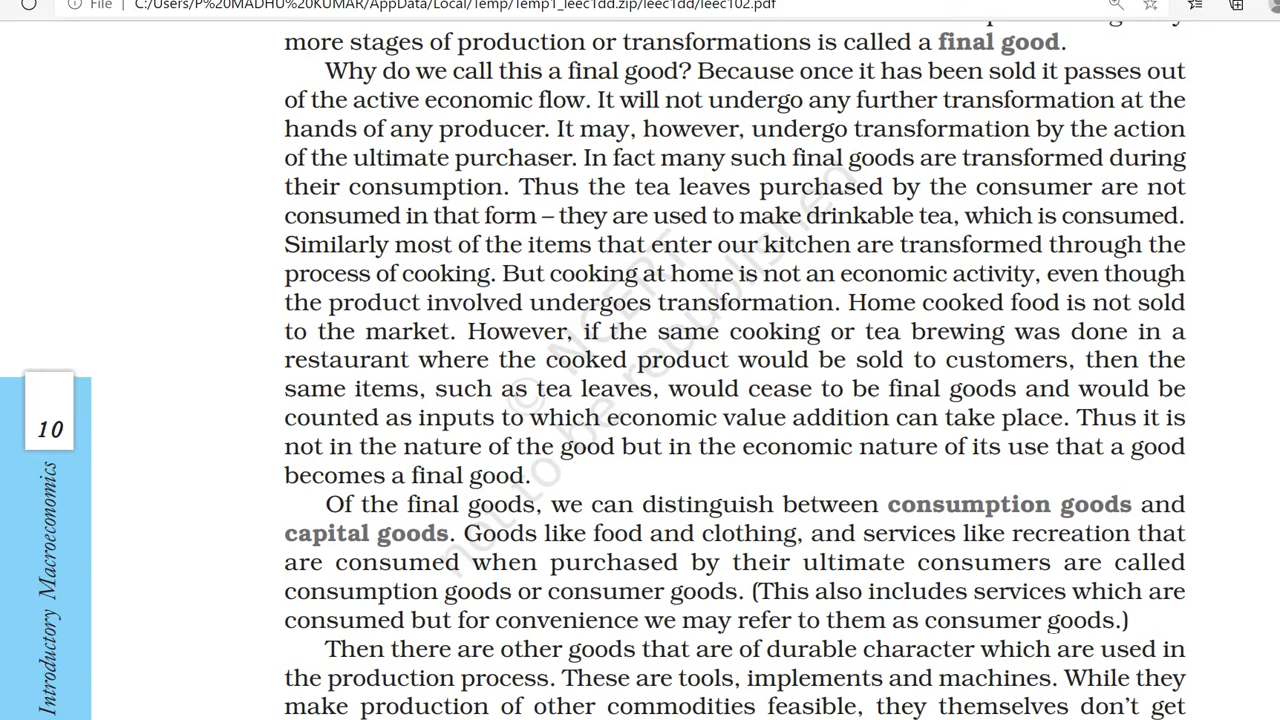 File | C:/Users/P%20MADHU%20KUMAR/AppData/Local/Temp/Temp1_leec1dd.zip/leec1dd/leec102.pdf
more stages of production or transformations is called a final good.
Why do we call this a final good? Because once it has been sold it passes out
of the active economic flow. It will not undergo any further transformation at the
hands of any producer. It may, however, undergo transformation by the action
of the ultimate purchaser. In fact many such final goods are transformed during
their consumption. Thus the tea leaves purchased by the consumer are not
consumed in that form – they are used to make drinkable tea, which is consumed.
Similarly most of the items that enter our kitchen are transformed through the
process of cooking. But cooking at home is not an economic activity, even though
the product involved undergoes transformation. Home cooked food is not sold
to the market. However, if the same cooking or tea brewing was done in a
restaurant where the cooked product would be sold to customers, then the
same items, such as tea leaves, would cease to be final goods and would be
counted as inputs to which economic value addition can take place. Thus it is
not in the nature of the good but in the economic nature of its use that a good
becomes a final good.
Of the final goods, we can distinguish between consumption goods and
capital goods. Goods like food and clothing, and services like recreation that
are consumed when purchased by their ultimate consumers are called
consumption goods or consumer goods. (This also includes services which are
consumed but for convenience we may refer to them as consumer goods.)
Then there are other goods that are of durable character which are used in
the production process. These are tools, implements and machines. While they
make production of other commodities feasible, they themselves don't get
10
Introductory Macroeconomics
© NCERT
not to be republished